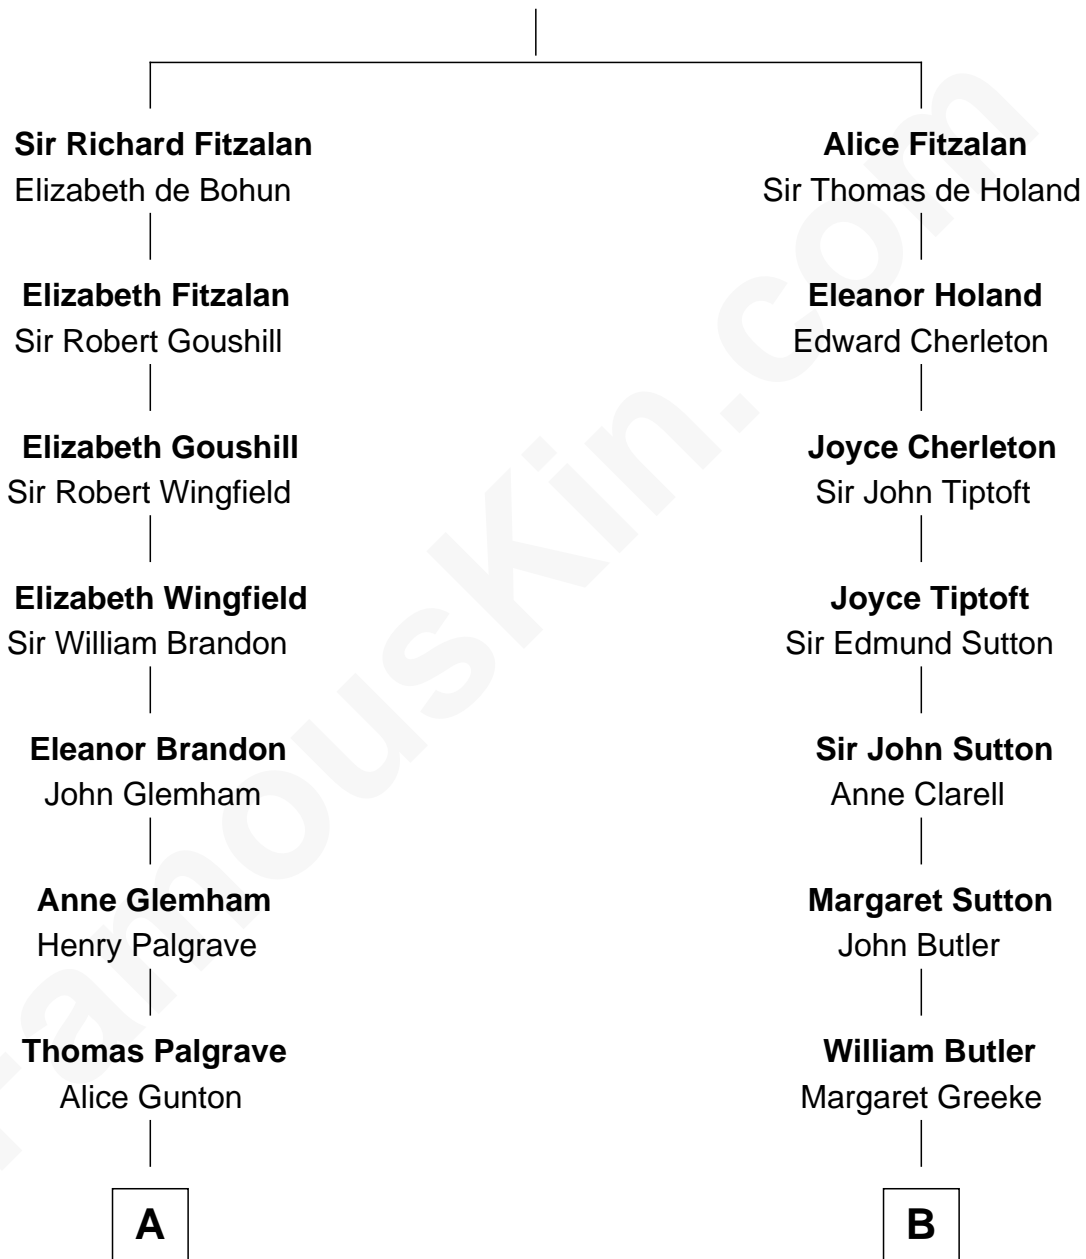 Sir Richard Fitzalan
Elizabeth de Bohun
Elizabeth Fitzalan
Sir Robert Goushill
Elizabeth Goushill
Sir Robert Wingfield
Elizabeth Wingfield
Sir William Brandon
Eleanor Brandon
John Glemham
Anne Glemham
Henry Palgrave
Thomas Palgrave
Alice Gunton
A
Alice Fitzalan
Sir Thomas de Holand
Eleanor Holand
Edward Cherleton
Joyce Cherleton
Sir John Tiptoft
Joyce Tiptoft
Sir Edmund Sutton
Sir John Sutton
Anne Clarell
Margaret Sutton
John Butler
William Butler
Margaret Greeke
B
FamousKin.com